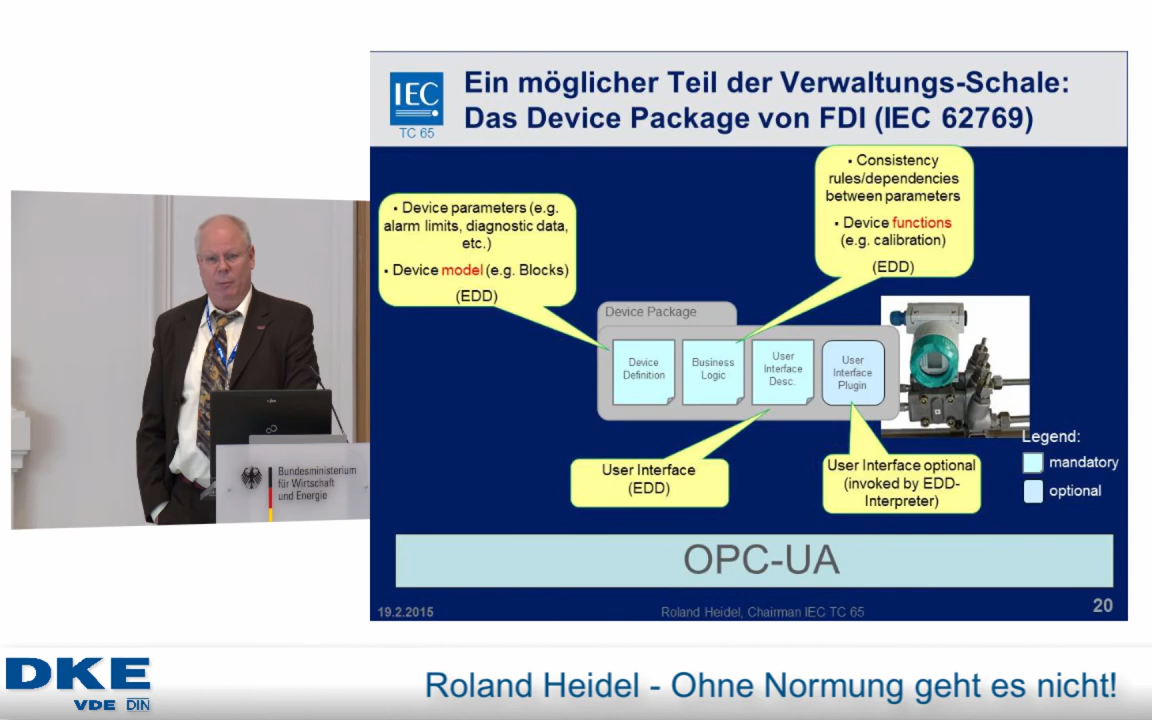 IEC
TC 65
Ein möglicher Teil der Verwaltungs-Schale:
Das Device Package von FDI (IEC 62769)
• Device parameters (e.g.
alarm limits, diagnostic data,
etc.)
• Device model (e.g. Blocks)
(EDD)
• Consistency
rules/dependencies
between parameters
• Device functions
(e.g. calibration)
(EDD)
Device Package
Device
Definition
Business
Logic
User
Interface
Desc.
User
Interface
Plugin
User Interface
(EDD)
User Interface optional
(invoked by EDD-
Interpreter)
Legend:
mandatory
optional
OPC-UA
19.2.2015
Roland Heidel, Chairman IEC TC 65
20
Bundesministerium
für Wirtschaft
und Energie
DKE
VDE DIN
Roland Heidel - Ohne Normung geht es nicht!